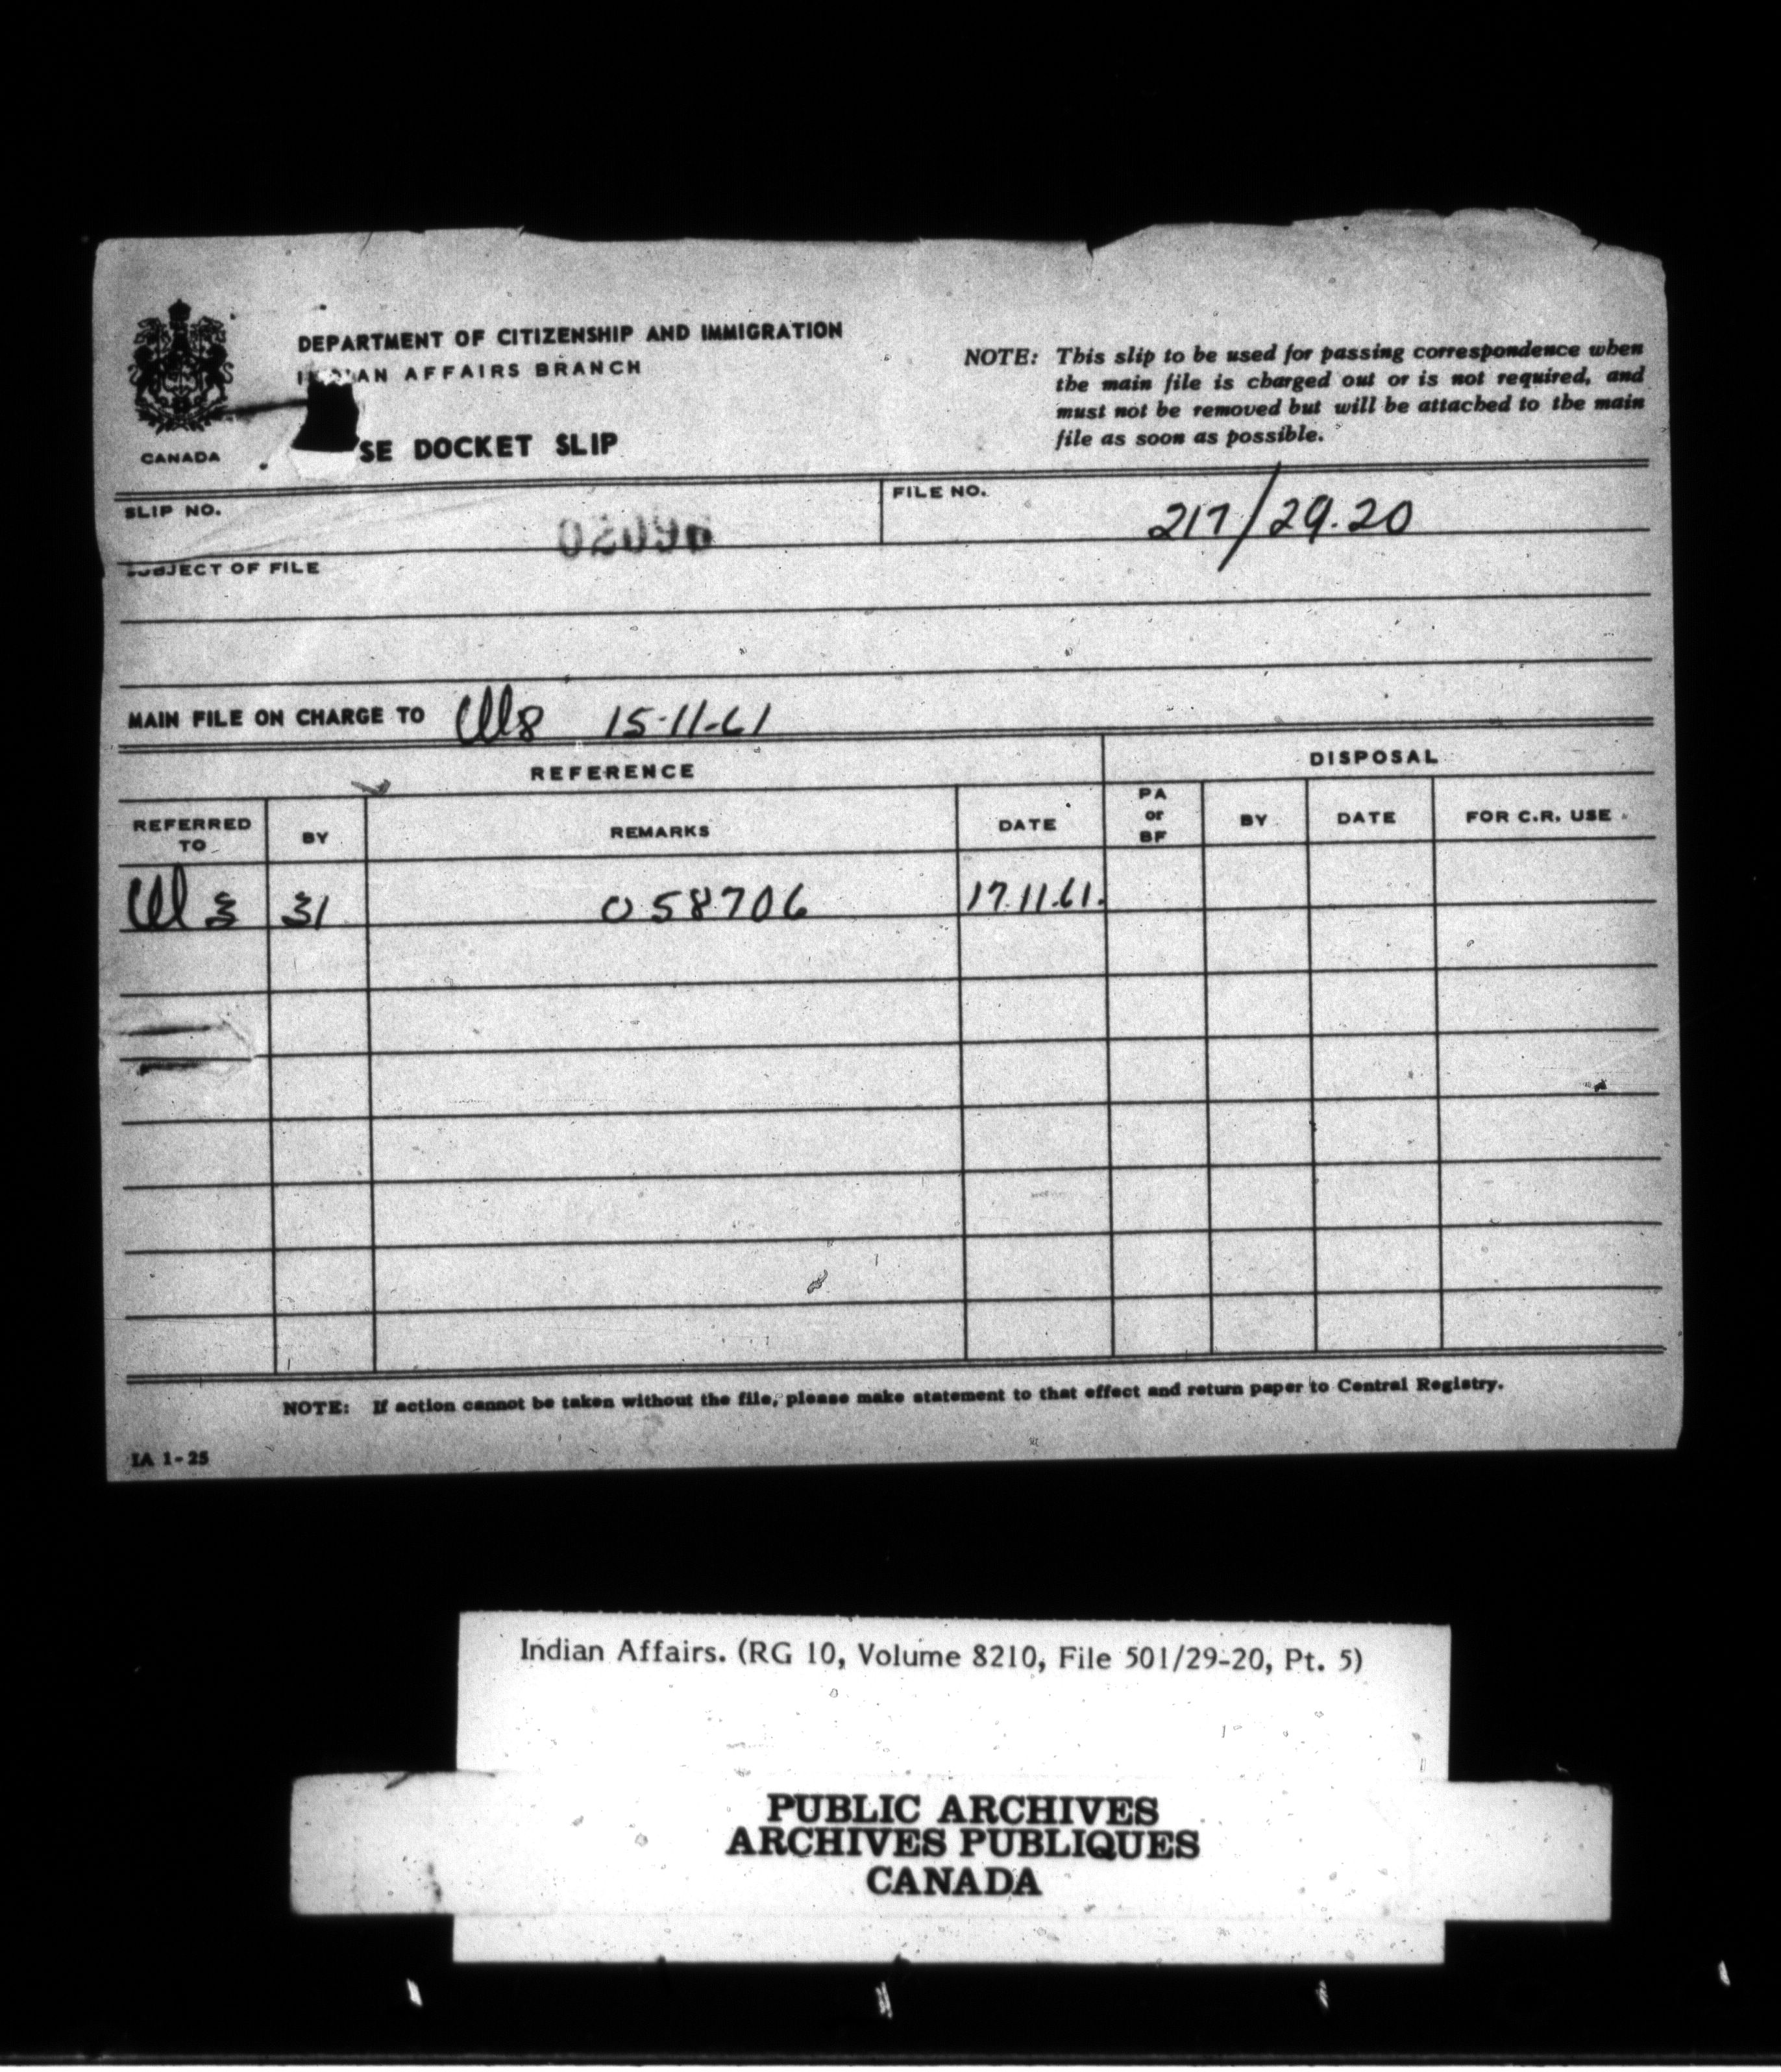 DEPARTMENT OF CITIZENSHIP AND IMMIGRATION
AFFAIRS BRANCH
SE DOCKET SLIP
CANADA
NOTE: This slip to be used for passing correspondence when
the main file is charged out or is not required, and
must not be removed but will be attached to the main
file as soon as possible.
SLIP NO.
FILE NO. 217/29.20
OF FILE
MAIN FILE ON CHARGE TO 15-11-61
REFERENCE
DISPOSAL
REFERRED TO BY REMARKS DATE PA or BF BY DATE FOR C.R. USE
31 058706 17.11.61.
NOTE: If action cannot be taken without the file, please make statement to that effect and return paper to Central Registry.
IA 1-25
Indian Affairs. (RG 10, Volume 8210, File 501/29-20, Pt. 5)
PUBLIC ARCHIVES
ARCHIVES PUBLIQUES
CANADA